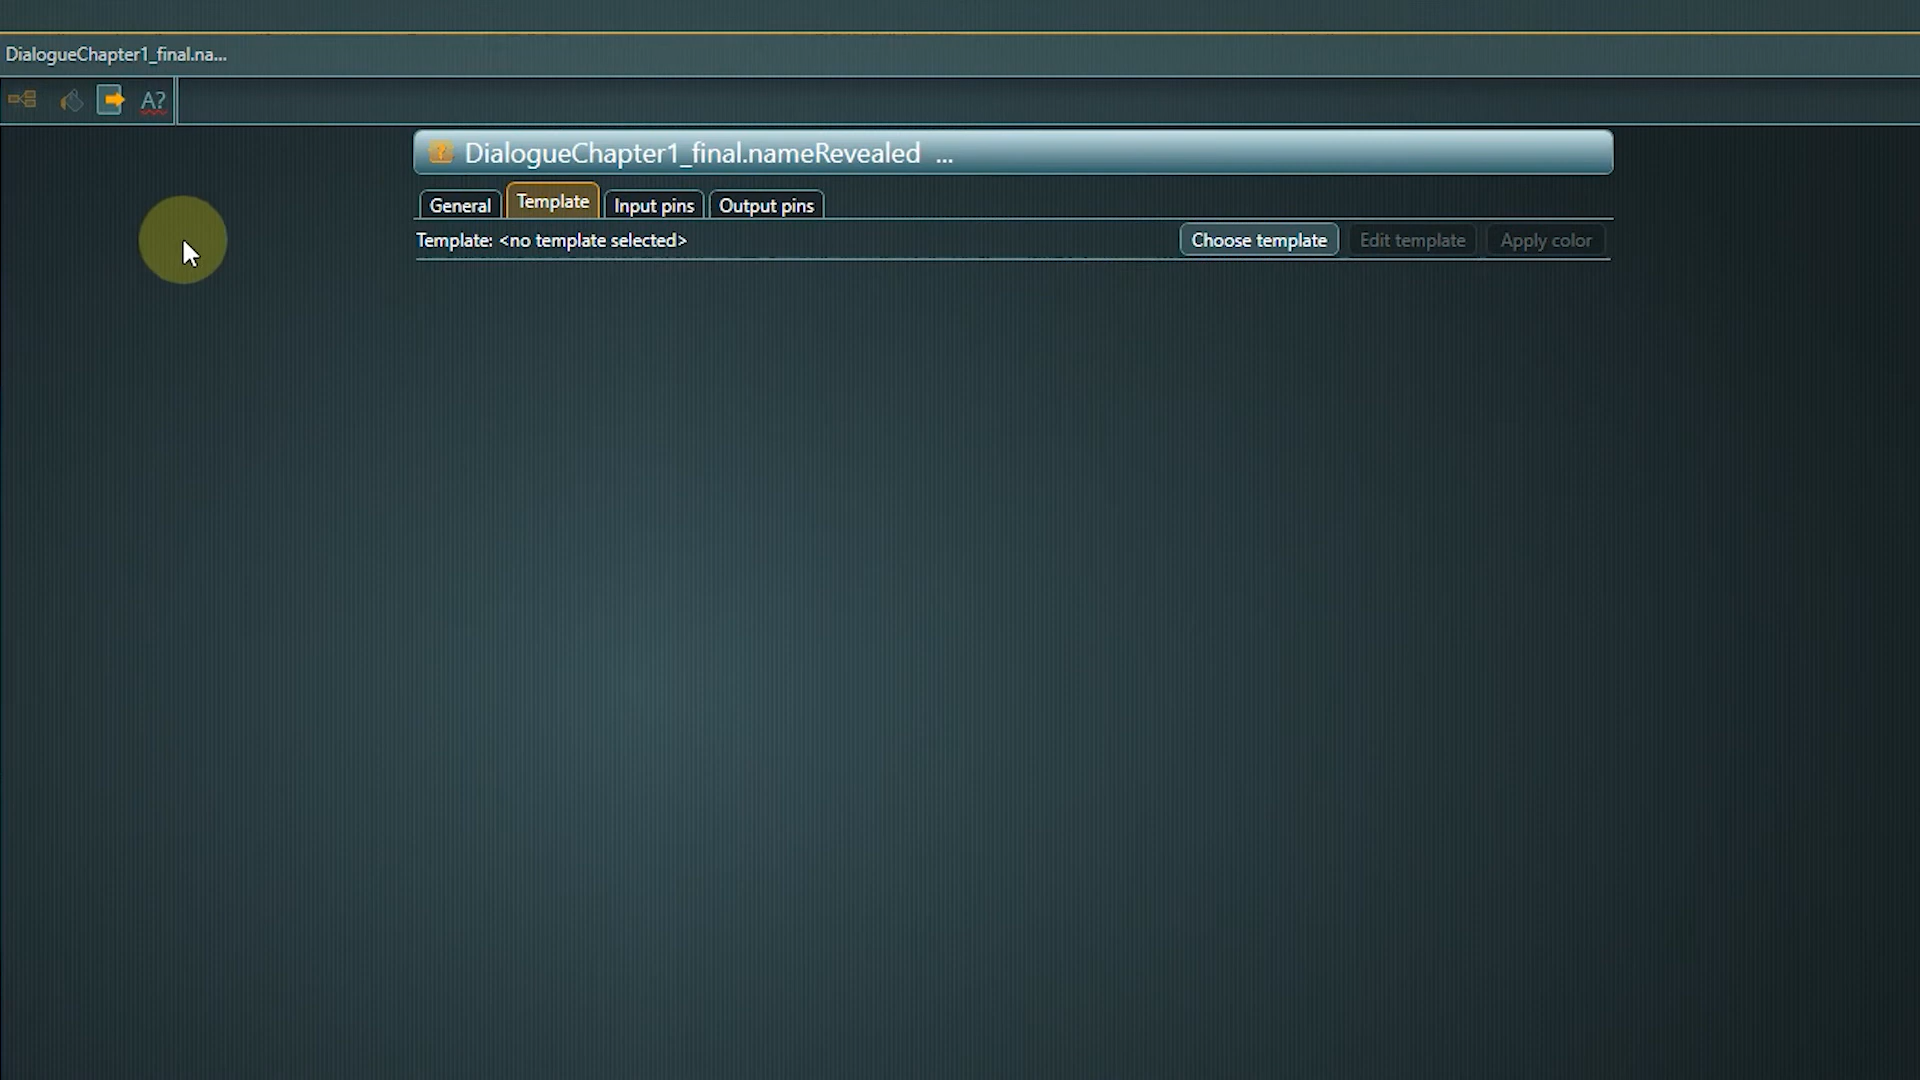 DialogueChapter1_final.na...
A?
DialogueChapter1_final.nameRevealed ...
General Template Input pins Output pins
Template: <no template selected> Choose template Edit template Apply color